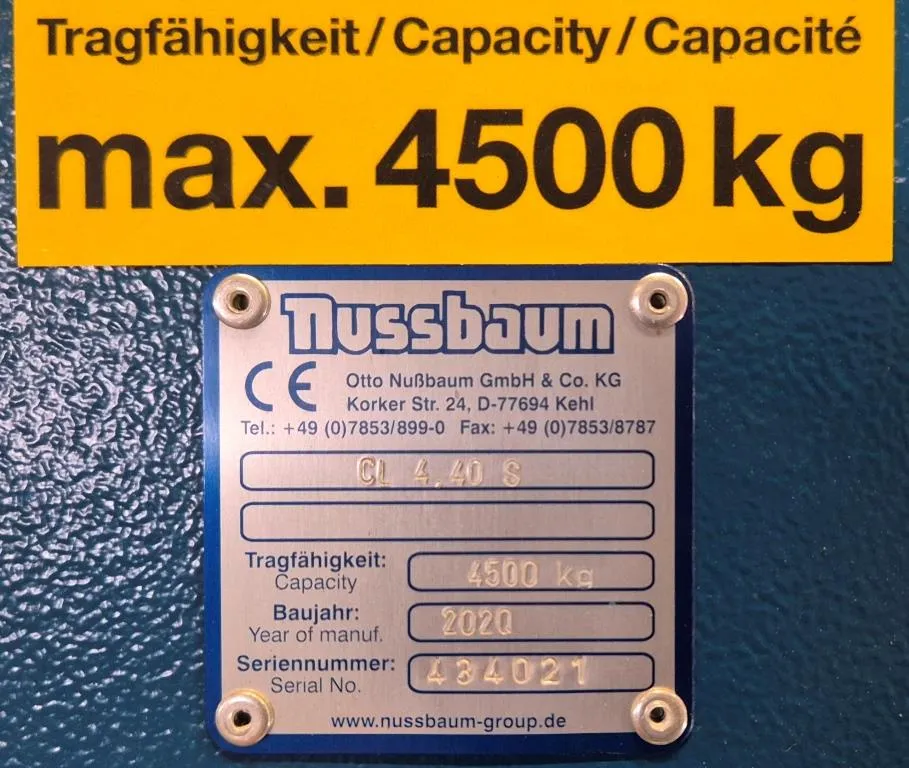 Tragfähigkeit / Capacity / Capacité
max. 4500 kg
nussbaum
CE
Otto Nußbaum GmbH & Co. KG
Korker Str. 24, D-77694 Kehl
Tel.: +49 (0)7853/899-0 Fax: +49 (0)7853/8787
CL 4.40 S
Tragfähigkeit: 4500 kg
Capacity
Baujahr: 2020
Year of manuf.
Seriennummer: 434021
Serial No.
www.nussbaum-group.de